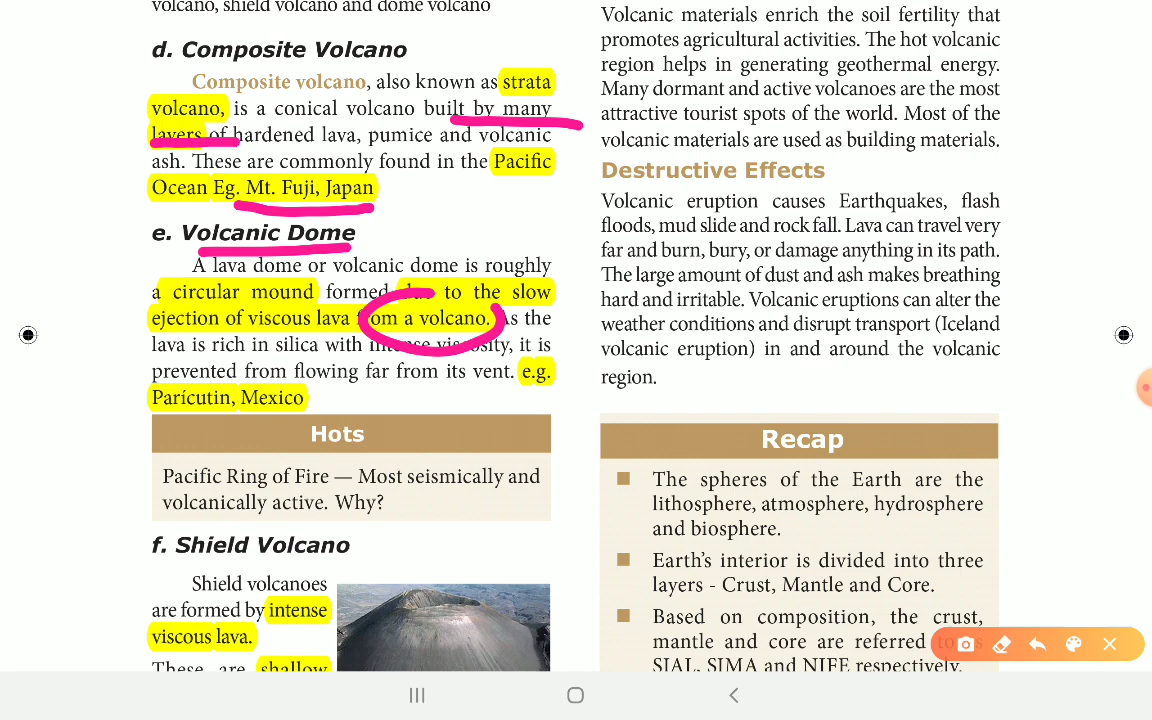 volcano, shield volcano and dome volcano
d. Composite Volcano
Composite volcano, also known as strata
volcano, is a conical volcano built by many
layers of hardened lava, pumice and volcanic
ash. These are commonly found in the Pacific
Ocean Eg. Mt. Fuji, Japan
e. Volcanic Dome
A lava dome or volcanic dome is roughly
a circular mound formed due to the slow
ejection of viscous lava from a volcano. As the
lava is rich in silica with intense viscosity, it is
prevented from flowing far from its vent. e.g.
Parícutin, Mexico
Hots
Pacific Ring of Fire — Most seismically and
volcanically active. Why?
f. Shield Volcano
Shield volcanoes
are formed by intense
viscous lava.
These are shallow
Volcanic materials enrich the soil fertility that
promotes agricultural activities. The hot volcanic
region helps in generating geothermal energy.
Many dormant and active volcanoes are the most
attractive tourist spots of the world. Most of the
volcanic materials are used as building materials.
Destructive Effects
Volcanic eruption causes Earthquakes, flash
floods, mud slide and rock fall. Lava can travel very
far and burn, bury, or damage anything in its path.
The large amount of dust and ash makes breathing
hard and irritable. Volcanic eruptions can alter the
weather conditions and disrupt transport (Iceland
volcanic eruption) in and around the volcanic
region.
Recap
The spheres of the Earth are the
lithosphere, atmosphere, hydrosphere
and biosphere.
Earth's interior is divided into three
layers - Crust, Mantle and Core.
Based on composition, the crust,
mantle and core are referred to as
SIAL, SIMA and NIFE respectively.